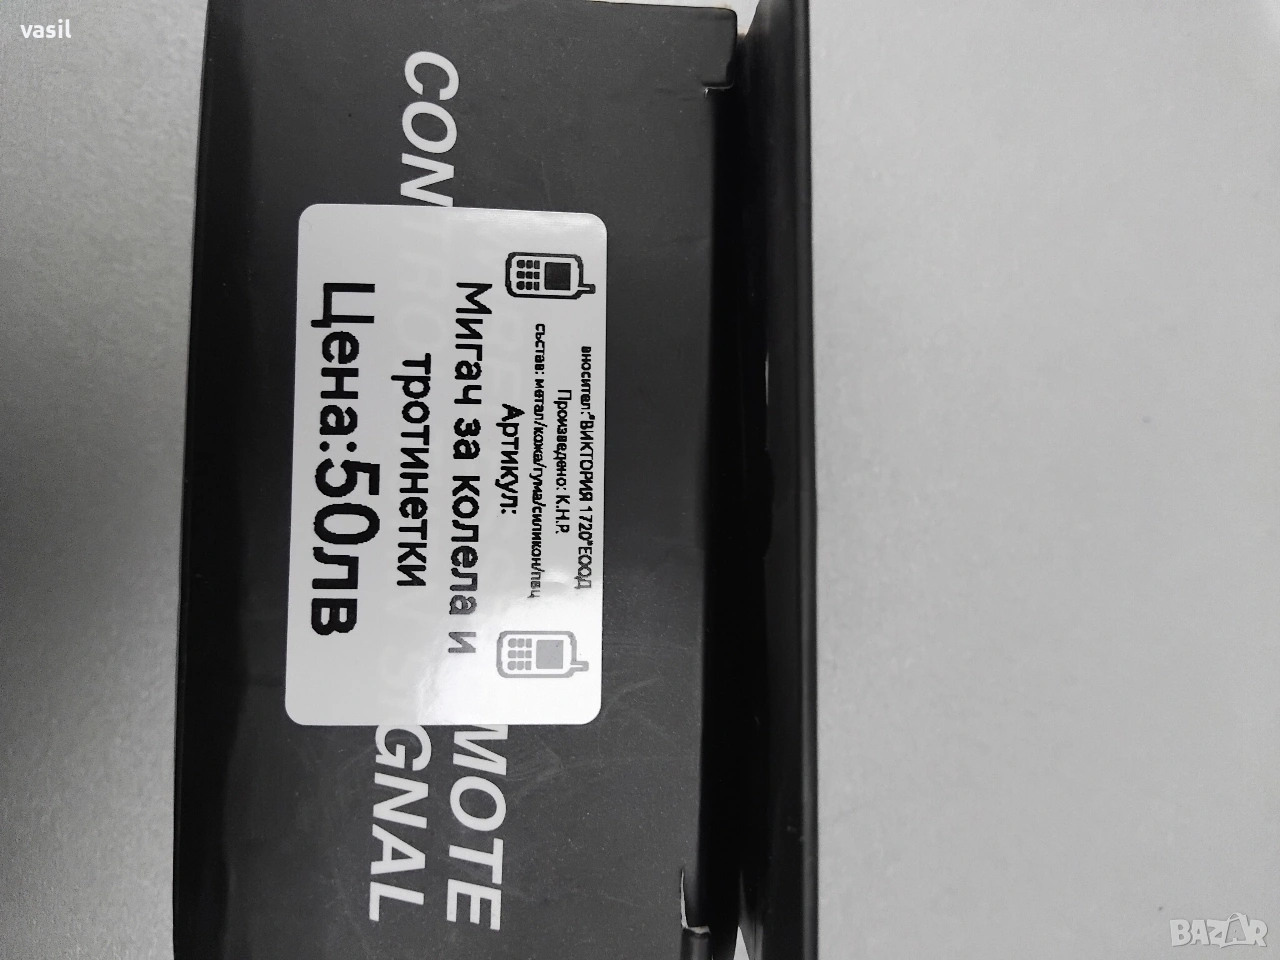 vasil
вносител:"ВИКТОРИЯ 1720"ЕООД
Произведено: К.Н.Р.
състав: метал/кожа/гума/силикон/пвц
Артикул:
Мигач за колела и
тротинетки
Цена:50лв
MOTE
CONTRO GNAL
BAZAR